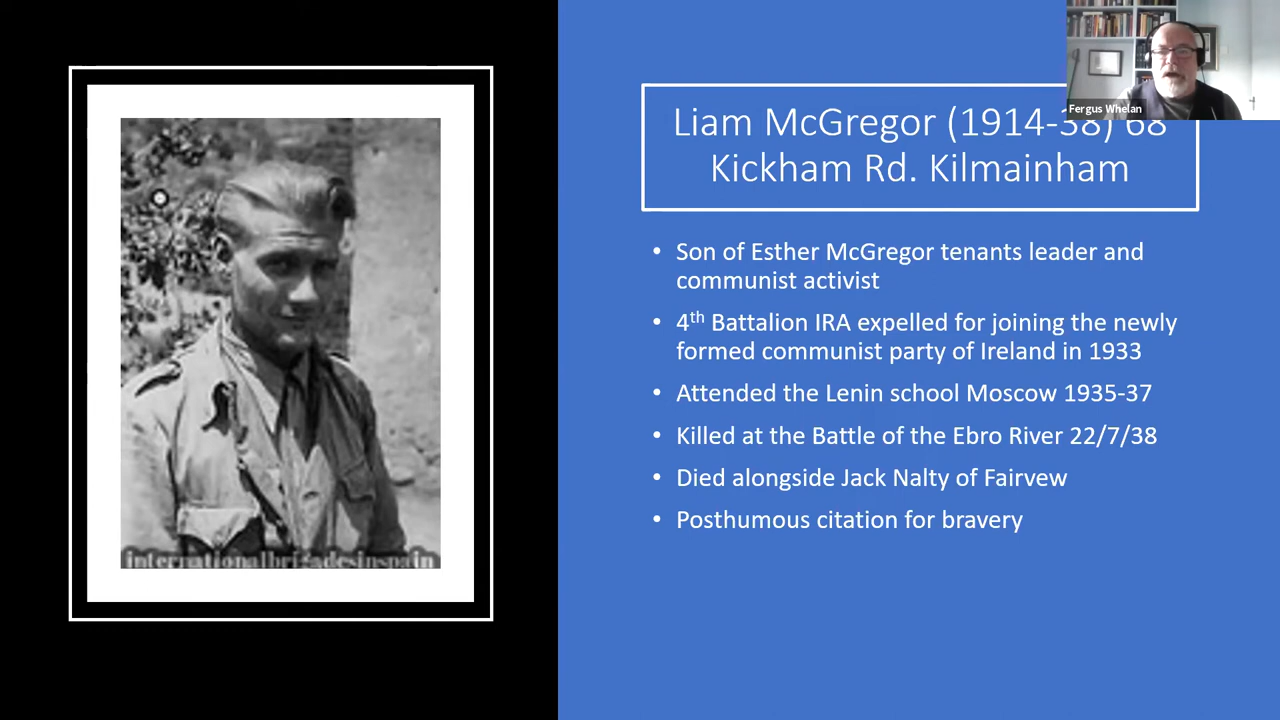 Fergus Whelan
Liam McGregor (1914-38) 68
Kickham Rd. Kilmainham
• Son of Esther McGregor tenants leader and
communist activist
• 4th Battalion IRA expelled for joining the newly
formed communist party of Ireland in 1933
• Attended the Lenin school Moscow 1935-37
• Killed at the Battle of the Ebro River 22/7/38
• Died alongside Jack Nalty of Fairvew
• Posthumous citation for bravery
internationalbrigadesinspain